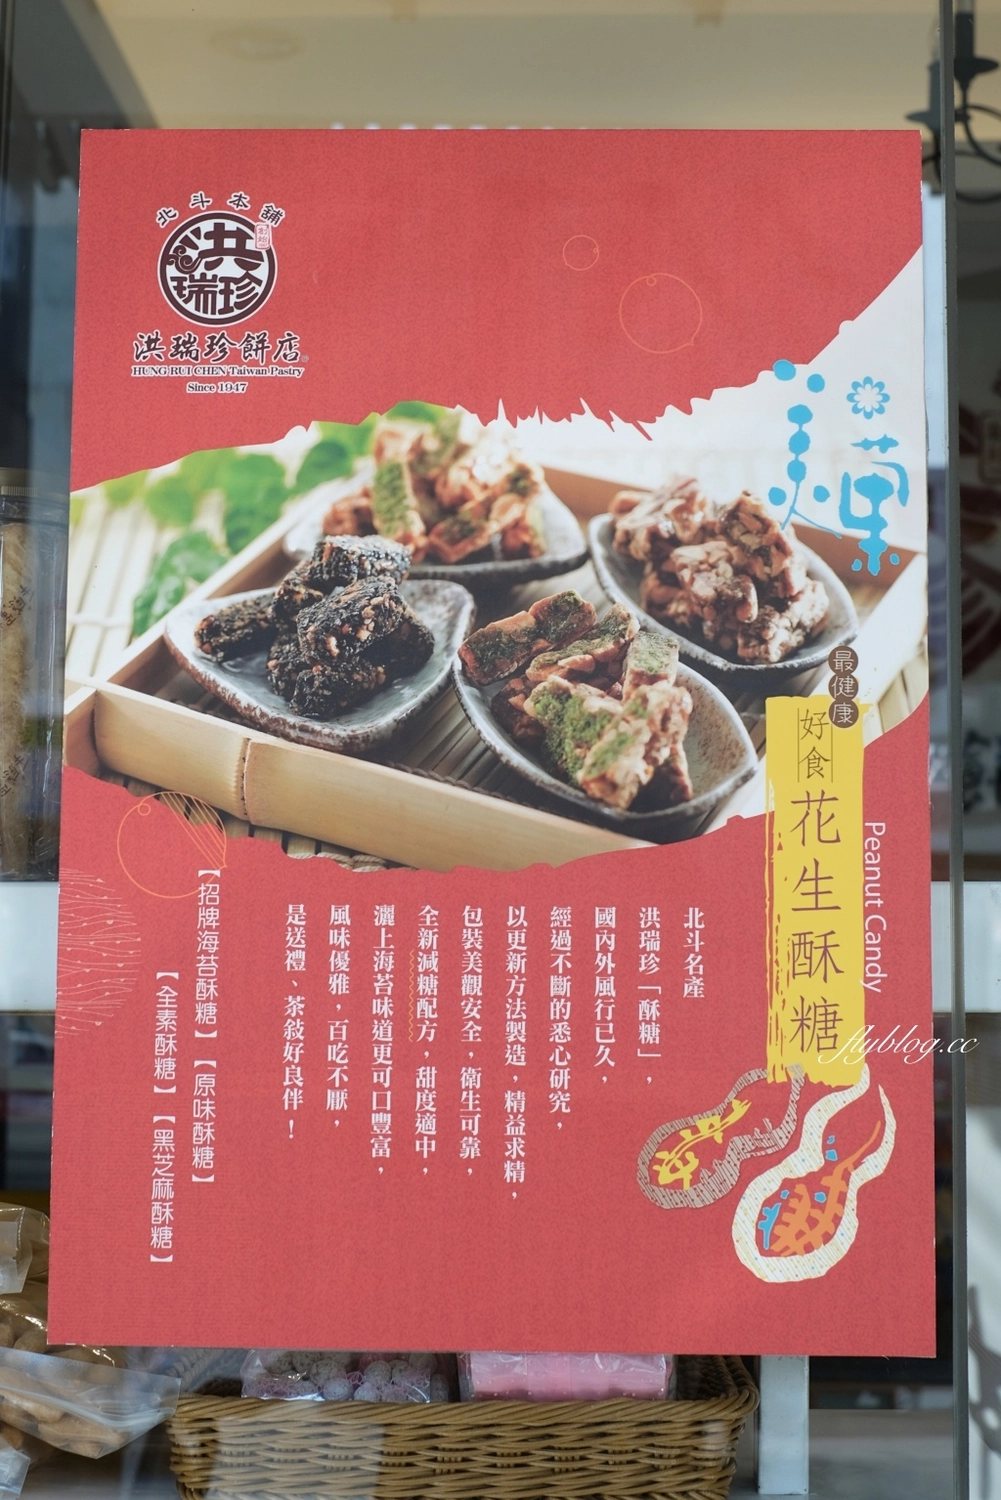 北斗本舖
洪瑞珍
洪瑞珍餅店
HUNG RUI CHEN Taiwan Pastry
Since 1947
美菓
最健康
好食
花生酥糖
Peanut Candy
北斗名產
洪瑞珍「酥糖」，
國內外風行已久，
經過不斷的悉心研究，
以更新方法製造，精益求精，
包裝美觀安全，衛生可靠，
全新減糖配方，甜度適中，
灑上海苔味道更可口豐富，
風味優雅，百吃不厭，
是送禮、茶敍好良伴！
【招牌海苔酥糖】【原味酥糖】
【全素酥糖】【黑芝麻酥糖】
flyblog.cc